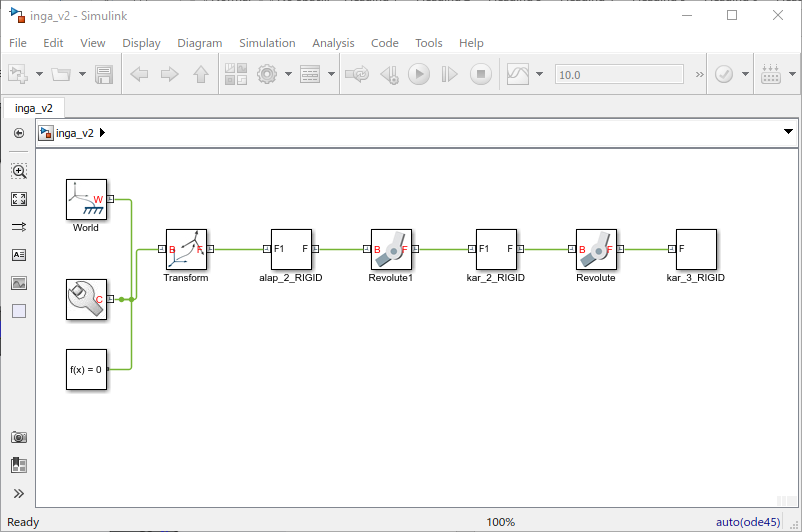 inga_v2 - Simulink
File Edit View Display Diagram Simulation Analysis Code Tools Help
10.0 »
inga_v2
inga_v2
W
World
B F
Transform
F1 F
alap_2_RIGID
B F
Revolute1
F1 F
kar_2_RIGID
B F
Revolute
F
kar_3_RIGID
C
f(x) = 0
Ready 100% auto(ode45)